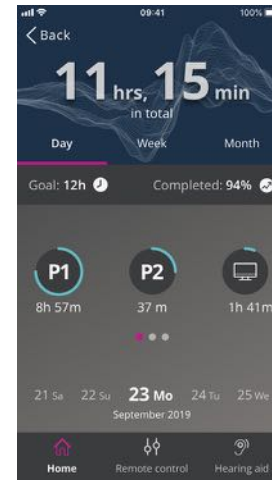 09:41 100%
Back
11 hrs, 15 min
in total
Day Week Month
Goal: 12h Completed: 94%
P1 P2
8h 57m 37 m 1h 41m
21 Sa 22 Su 23 Mo 24 Tu 25 We
September 2019
Home Remote control Hearing aid